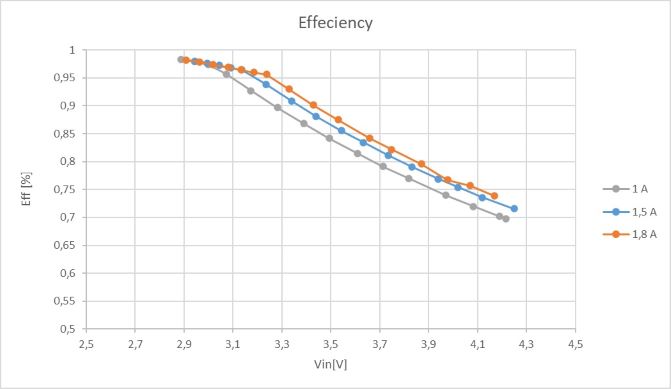 Effeciency
1
0,95
0,9
0,85
0,8
0,75
0,7
0,65
0,6
0,55
0,5
Eff [%]
2,5 2,7 2,9 3,1 3,3 3,5 3,7 3,9 4,1 4,3 4,5
Vin[V]
1 A
1,5 A
1,8 A